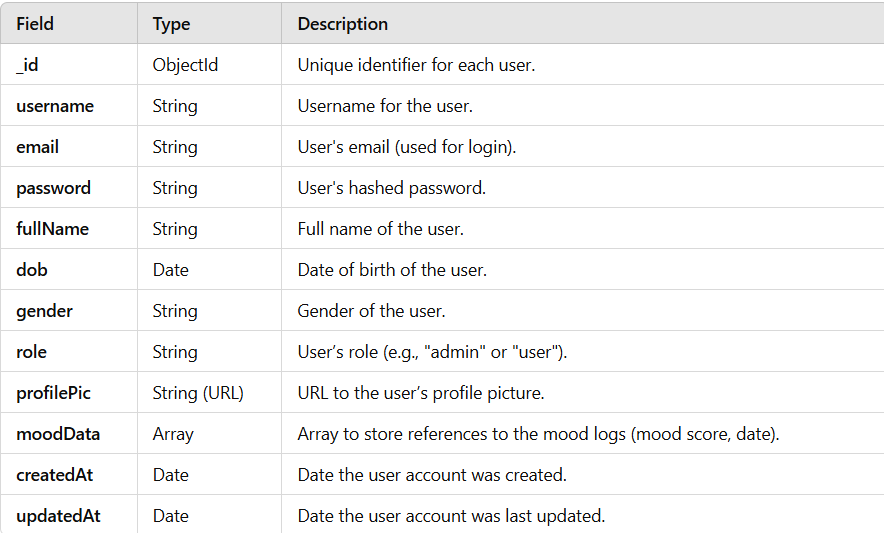 Field Type Description
_id ObjectId Unique identifier for each user.
username String Username for the user.
email String User's email (used for login).
password String User's hashed password.
fullName String Full name of the user.
dob Date Date of birth of the user.
gender String Gender of the user.
role String User’s role (e.g., "admin" or "user").
profilePic String (URL) URL to the user’s profile picture.
moodData Array Array to store references to the mood logs (mood score, date).
createdAt Date Date the user account was created.
updatedAt Date Date the user account was last updated.